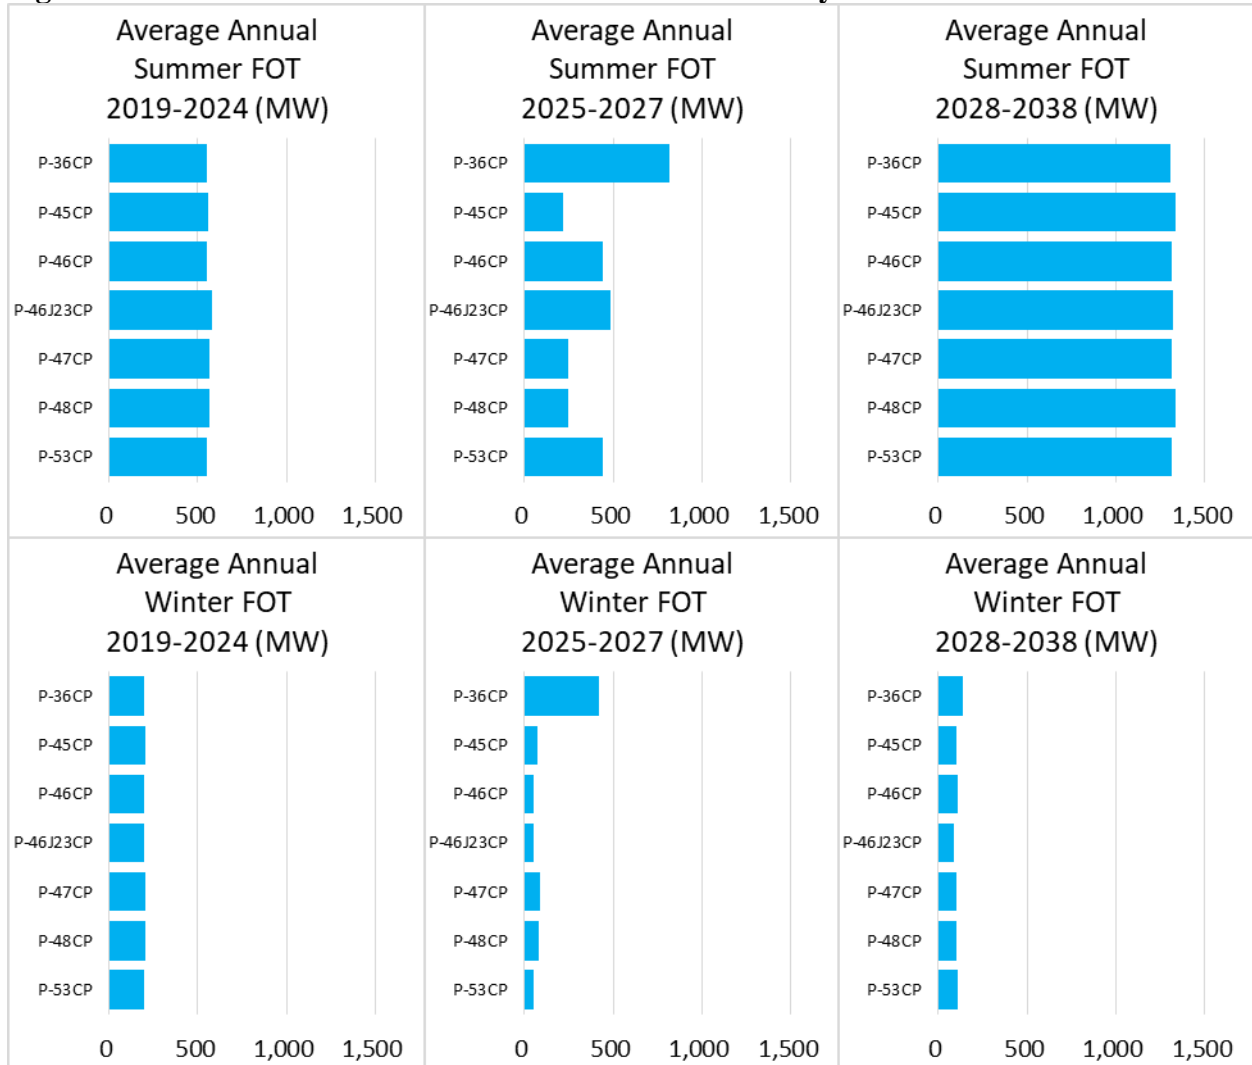 Average Annual
Summer FOT
2019-2024 (MW)
P-36CP
P-45CP
P-46CP
P-46J23CP
P-47CP
P-48CP
P-53CP
0 500 1,000 1,500
Average Annual
Summer FOT
2025-2027 (MW)
P-36CP
P-45CP
P-46CP
P-46J23CP
P-47CP
P-48CP
P-53CP
0 500 1,000 1,500
Average Annual
Summer FOT
2028-2038 (MW)
P-36CP
P-45CP
P-46CP
P-46J23CP
P-47CP
P-48CP
P-53CP
0 500 1,000 1,500
Average Annual
Winter FOT
2019-2024 (MW)
P-36CP
P-45CP
P-46CP
P-46J23CP
P-47CP
P-48CP
P-53CP
0 500 1,000 1,500
Average Annual
Winter FOT
2025-2027 (MW)
P-36CP
P-45CP
P-46CP
P-46J23CP
P-47CP
P-48CP
P-53CP
0 500 1,000 1,500
Average Annual
Winter FOT
2028-2038 (MW)
P-36CP
P-45CP
P-46CP
P-46J23CP
P-47CP
P-48CP
P-53CP
0 500 1,000 1,500